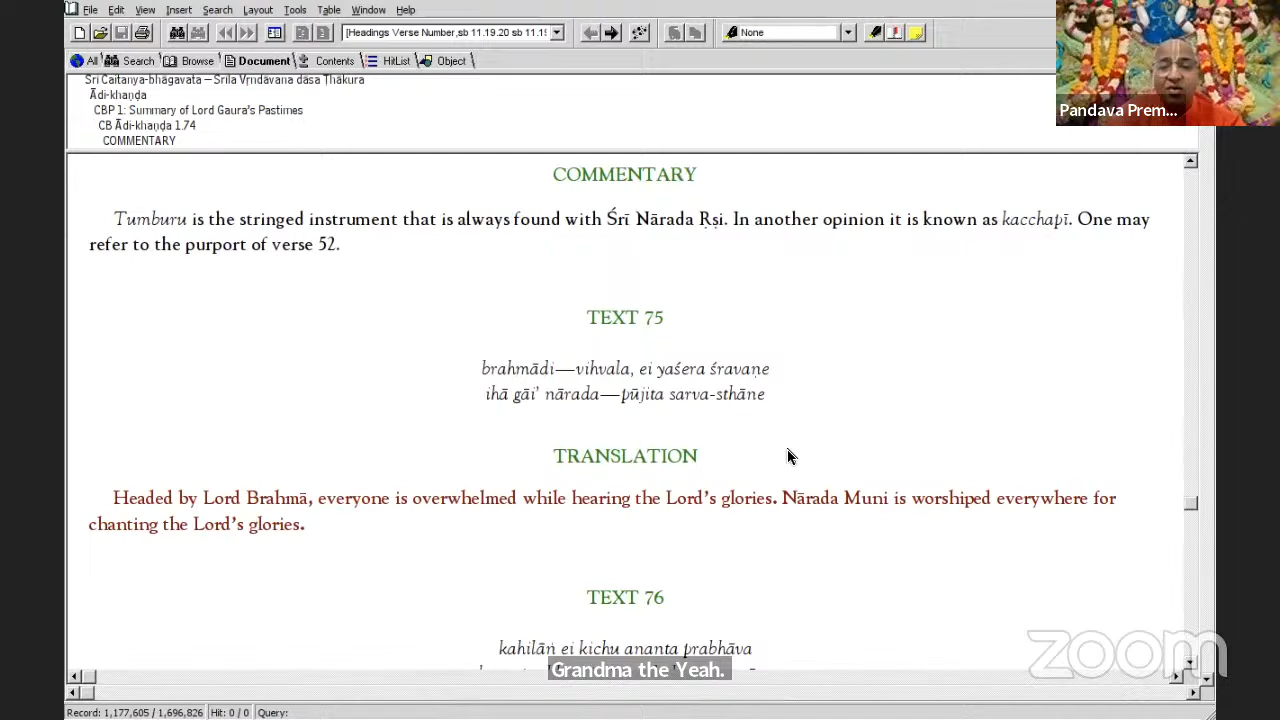 File Edit View Insert Search Layout Tools Table Window Help
[Headings Verse Number,sb 11.19.20 sb 11.1! None
All Search Browse Document Contents HitList Object
Śrī Caitanya-bhāgavata – Śrīla Vṛndāvana dāsa Ṭhākura
Ādi-khaṇḍa
CBP 1: Summary of Lord Gaura's Pastimes
CB Ādi-khaṇḍa 1.74
COMMENTARY
Pandava Prem...
COMMENTARY
Tumburu is the stringed instrument that is always found with Śrī Nārada Ṛṣi. In another opinion it is known as kacchapī. One may
refer to the purport of verse 52.
TEXT 75
brahmādi—vihvala, ei yaśera śravaṇe
ihā gāi' nārada—pūjita sarva-sthāne
TRANSLATION
Headed by Lord Brahmā, everyone is overwhelmed while hearing the Lord's glories. Nārada Muni is worshiped everywhere for
chanting the Lord's glories.
TEXT 76
kahilāṅ ei kichu ananta prabhāva
Grandma the Yeah.
zoom
Record: 1,177,605 / 1,696,826 Hit: 0 / 0 Query: